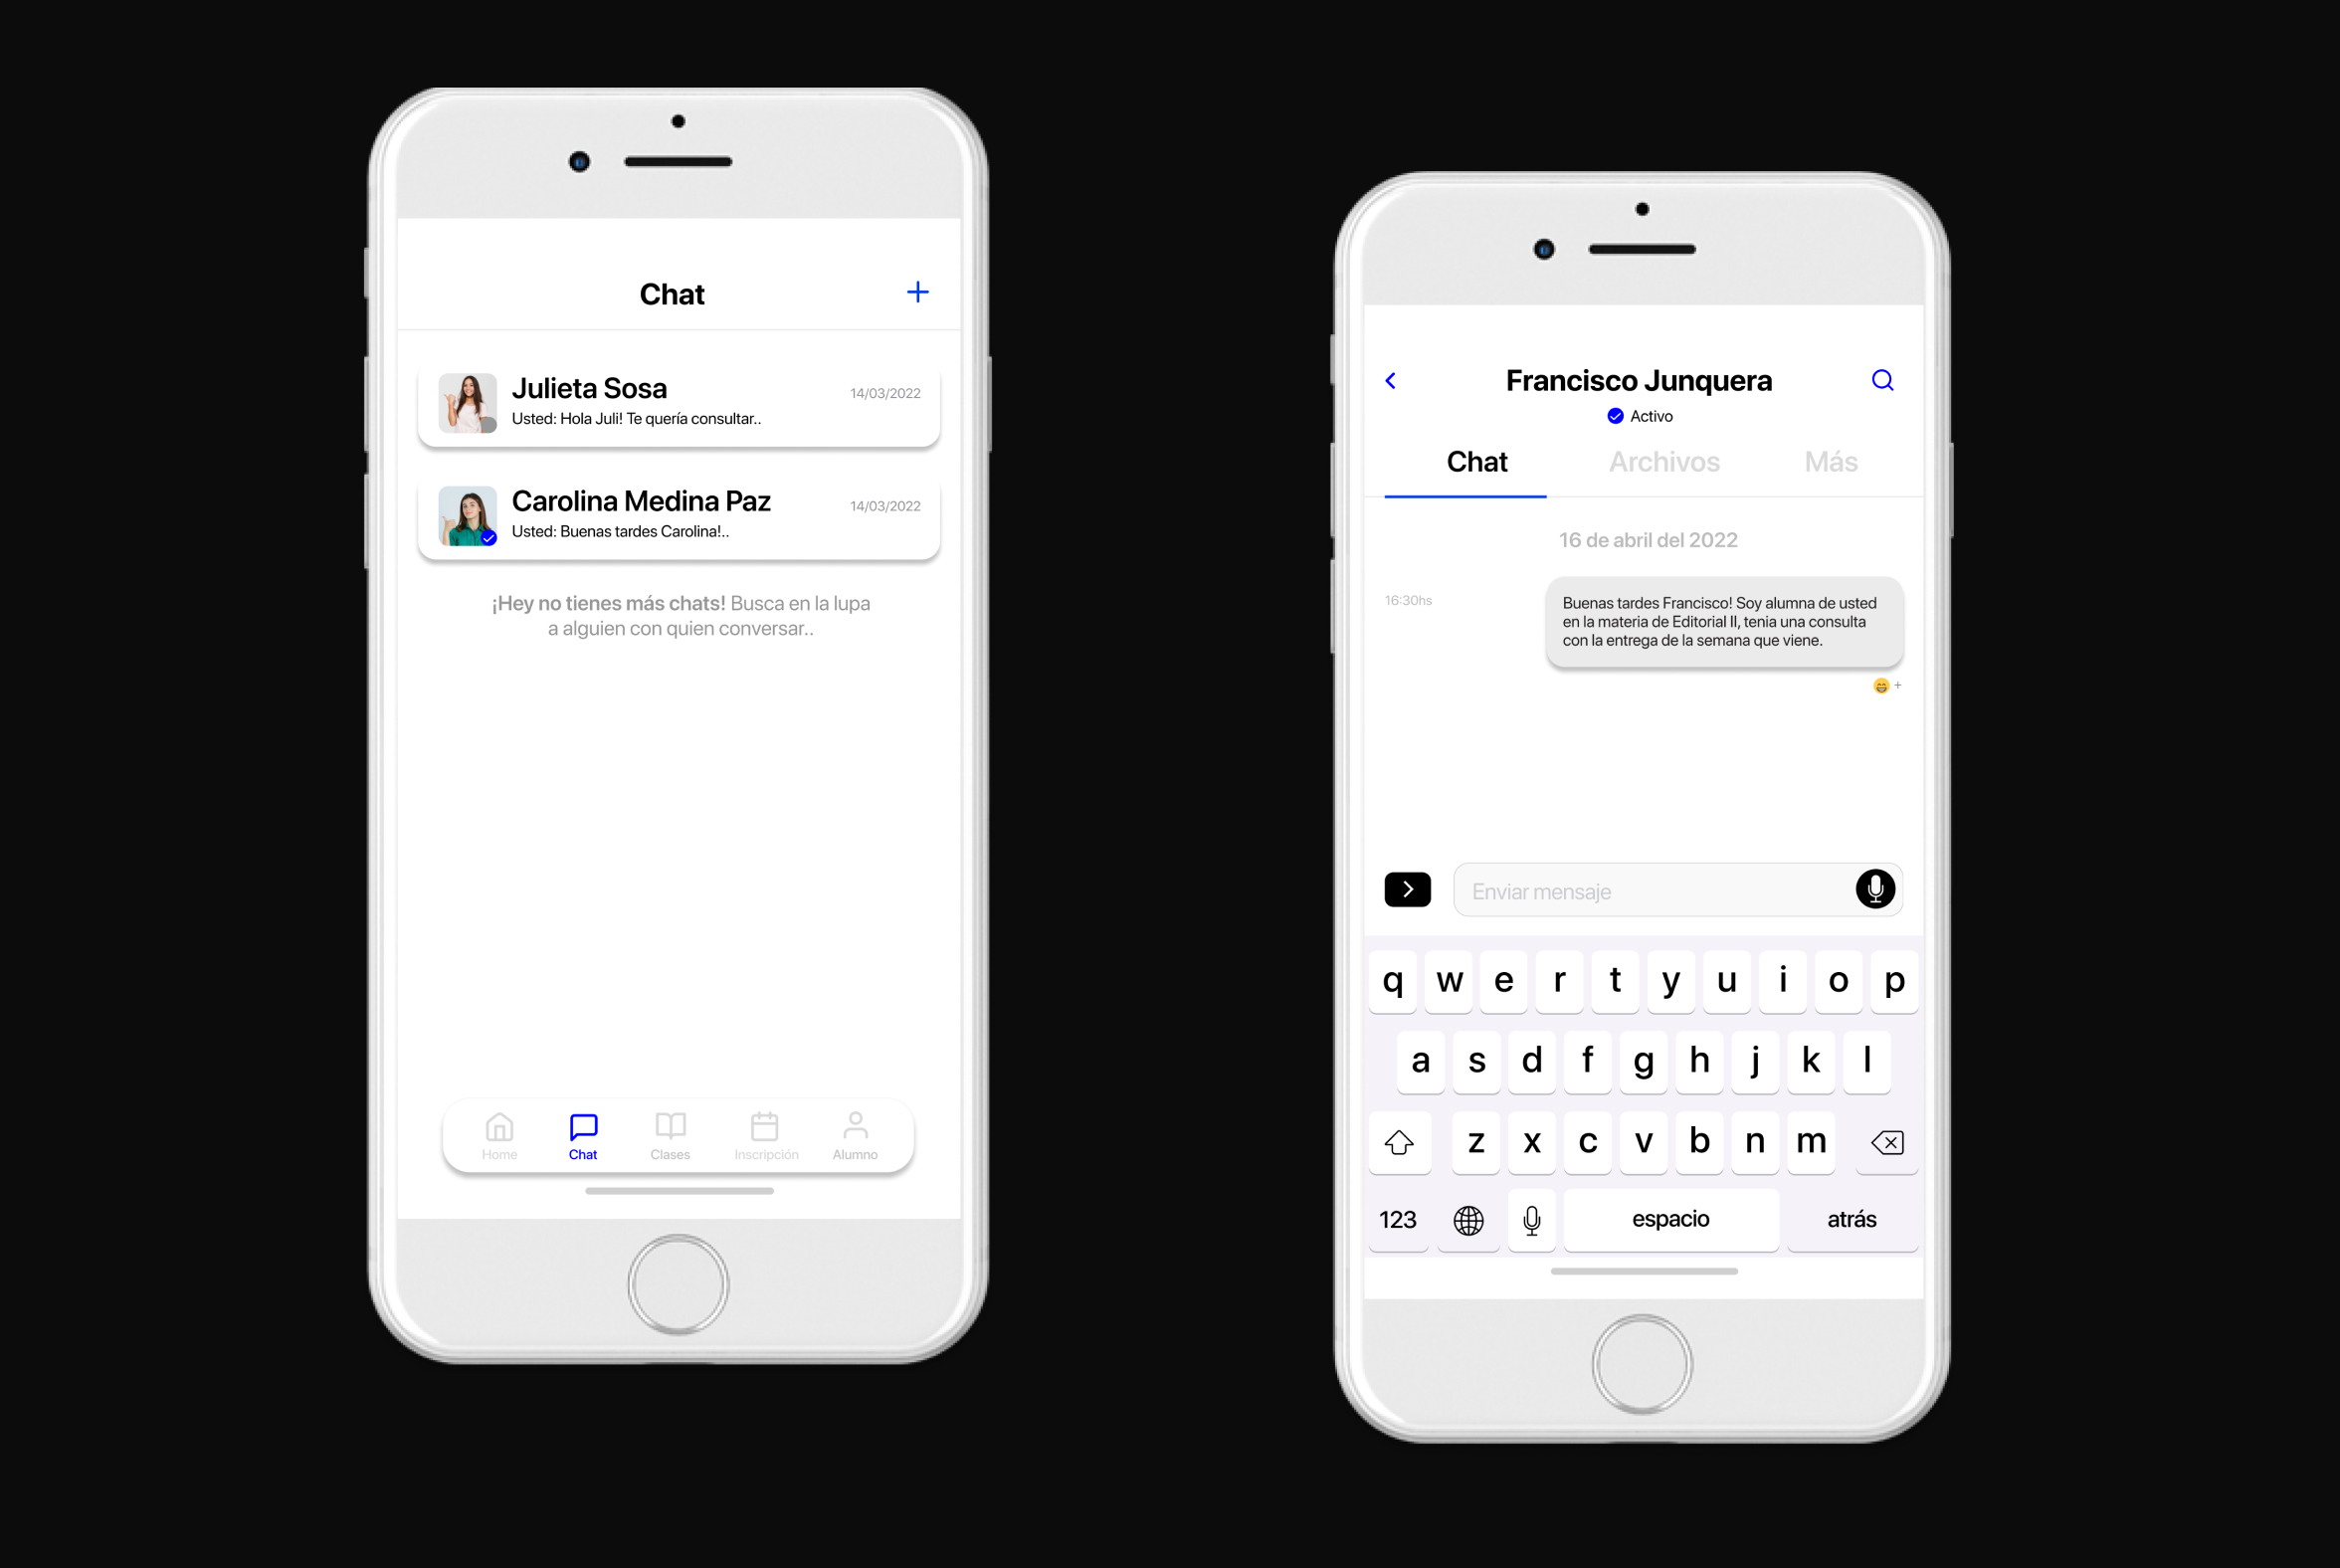 Chat
Julieta Sosa
14/03/2022
Usted: Hola Juli! Te quería consultar..
Carolina Medina Paz
14/03/2022
Usted: Buenas tardes Carolina!..
¡Hey no tienes más chats! Busca en la lupa
a alguien con quien conversar..
Home
Chat
Clases
Inscripción
Alumno
Francisco Junquera
Activo
Chat
Archivos
Más
16 de abril del 2022
16:30hs
Buenas tardes Francisco! Soy alumna de usted
en la materia de Editorial II, tenia una consulta
con la entrega de la semana que viene.
+
Enviar mensaje
q w e r t y u i o p
a s d f g h j k l
z x c v b n m
123
espacio
atrás